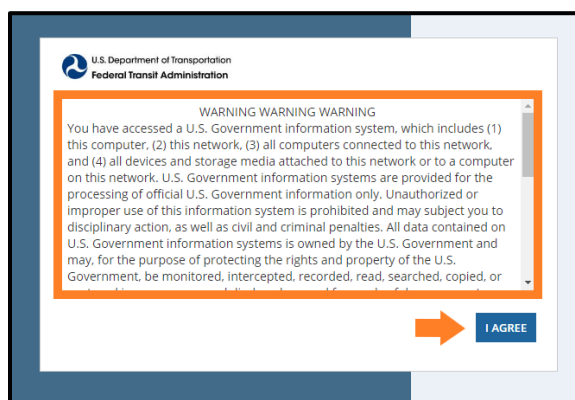 U.S. Department of Transportation
Federal Transit Administration
WARNING WARNING WARNING
You have accessed a U.S. Government information system, which includes (1)
this computer, (2) this network, (3) all computers connected to this network,
and (4) all devices and storage media attached to this network or to a computer
on this network. U.S. Government information systems are provided for the
processing of official U.S. Government information only. Unauthorized or
improper use of this information system is prohibited and may subject you to
disciplinary action, as well as civil and criminal penalties. All data contained on
U.S. Government information systems is owned by the U.S. Government and
may, for the purpose of protecting the rights and property of the U.S.
Government, be monitored, intercepted, recorded, read, searched, copied, or
I AGREE